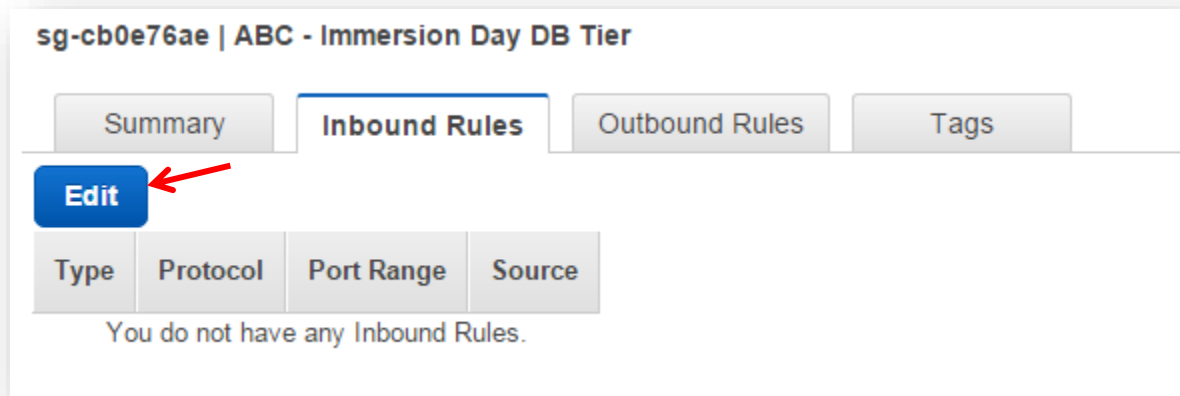 sg-cb0e76ae | ABC - Immersion Day DB Tier
Summary Inbound Rules Outbound Rules Tags
Edit
Type Protocol Port Range Source
You do not have any Inbound Rules.